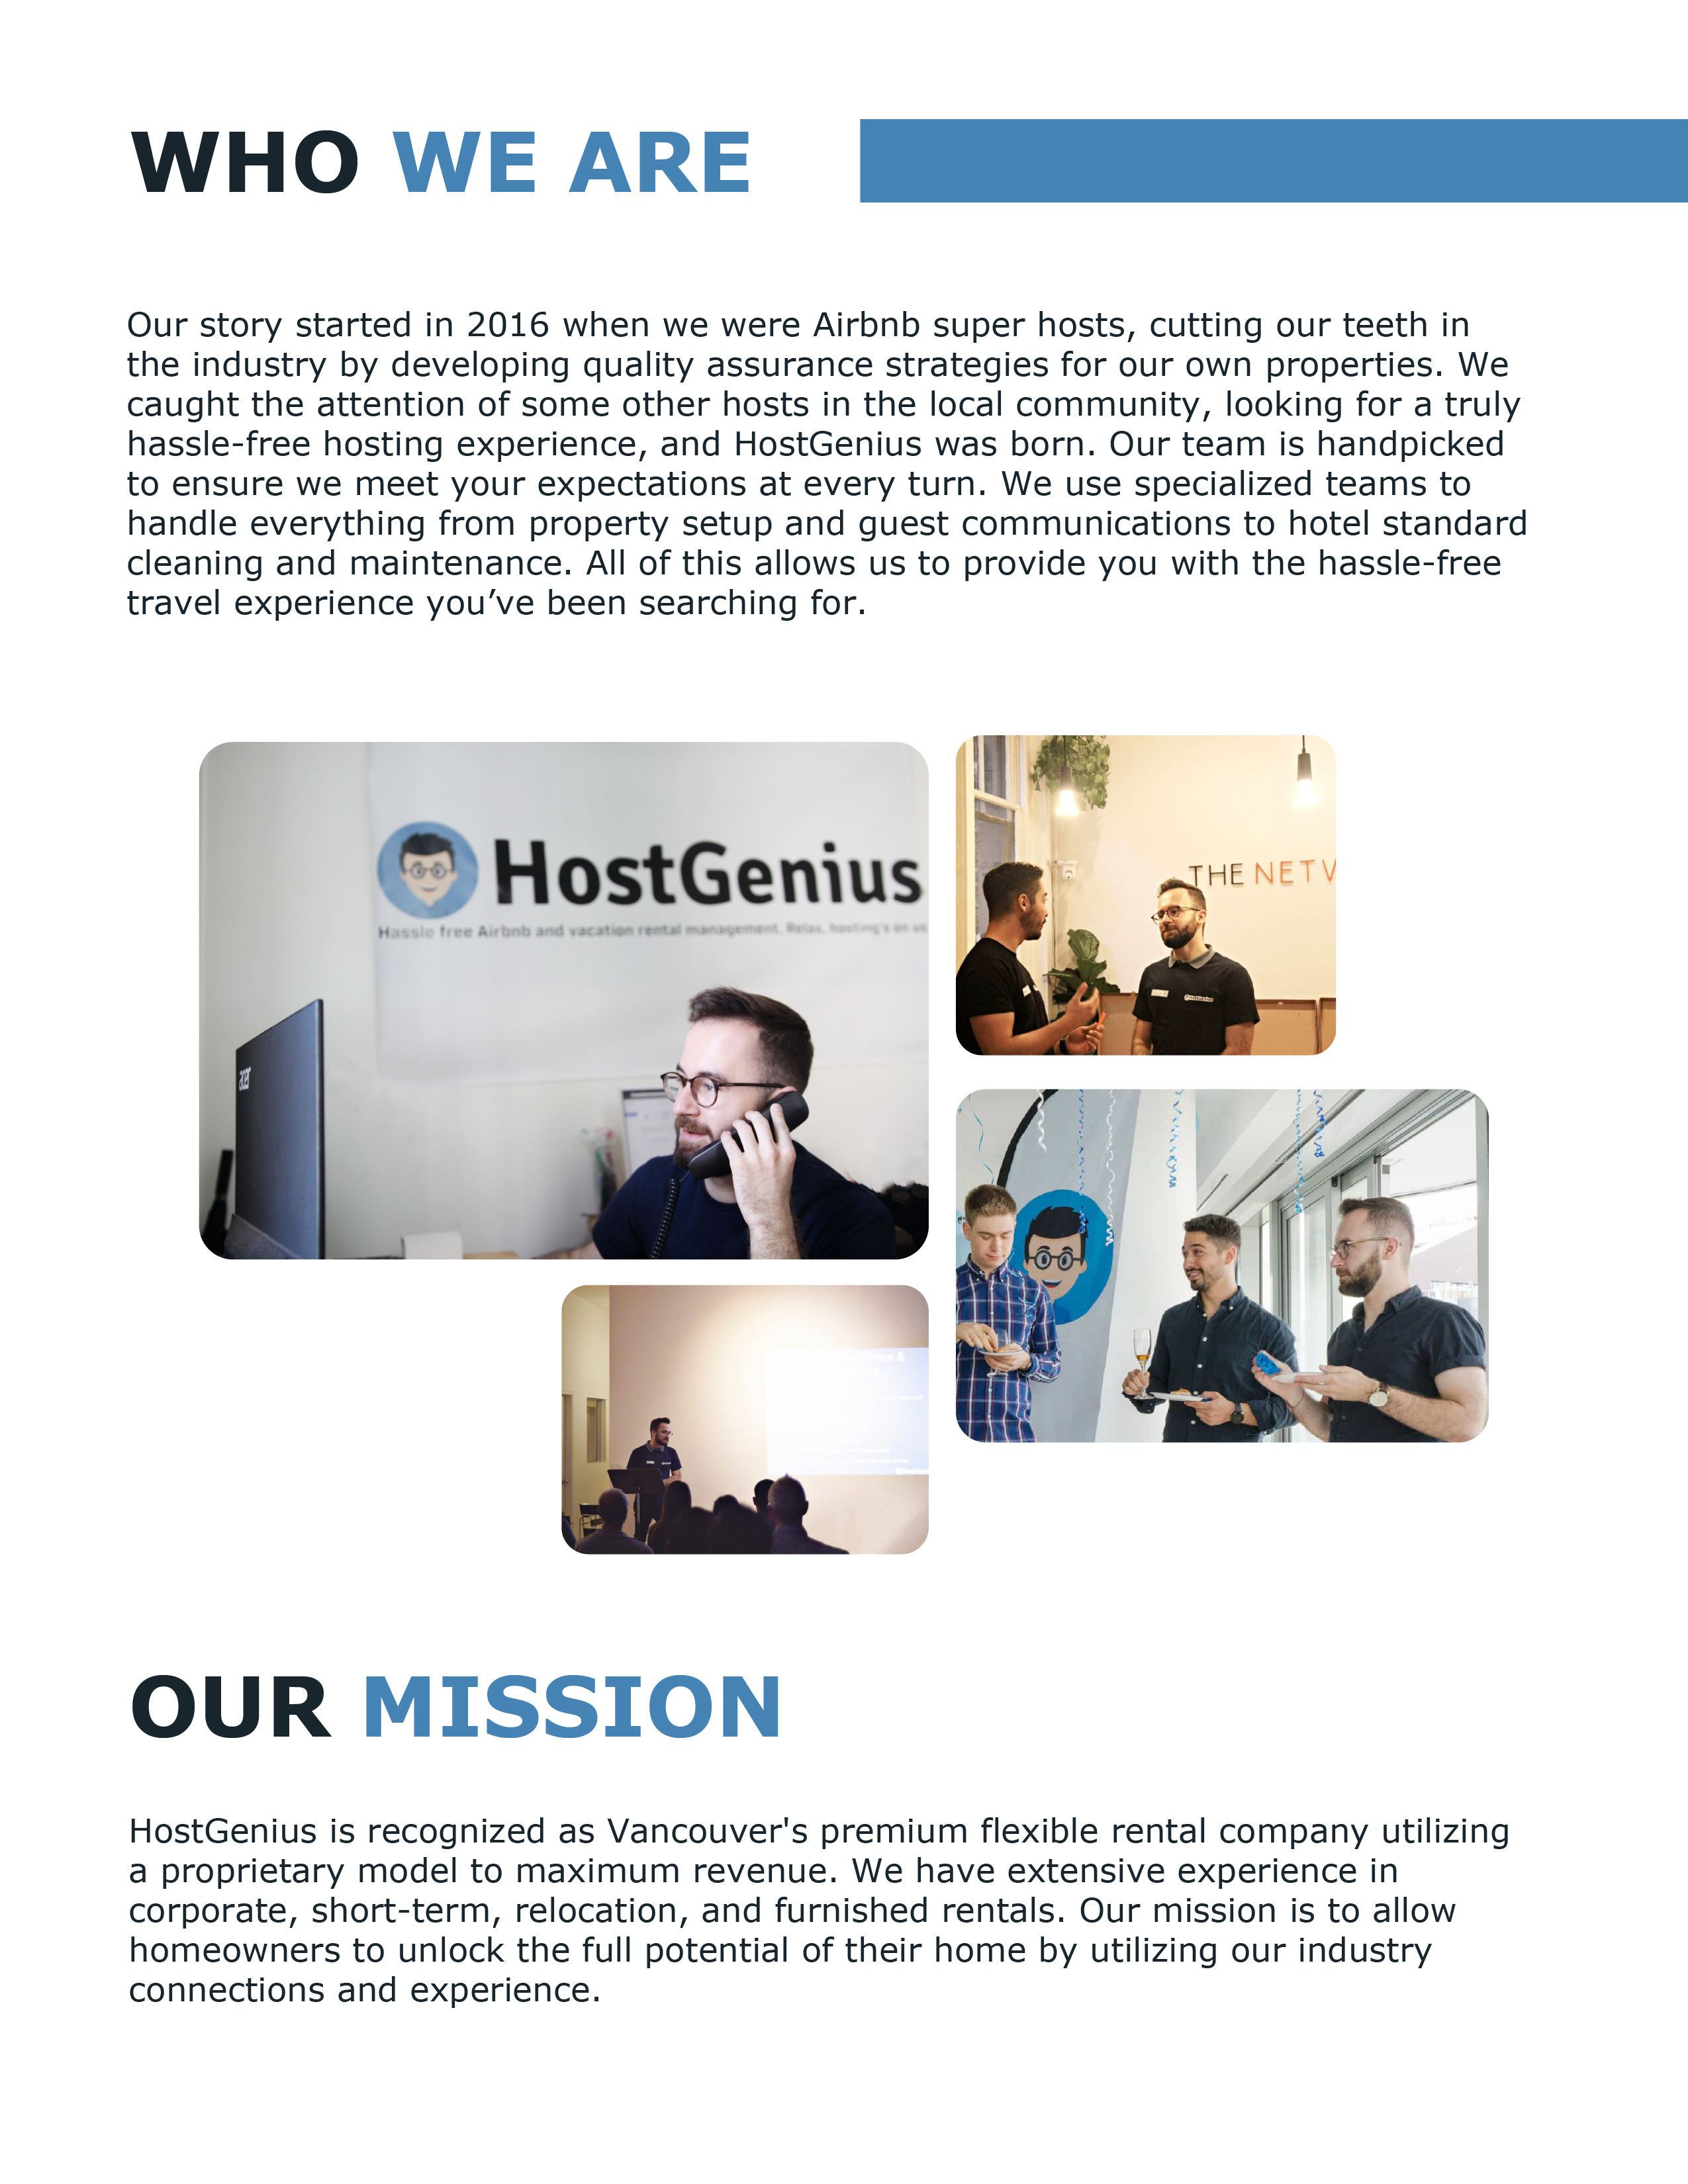 WHO WE ARE
Our story started in 2016 when we were Airbnb super hosts, cutting our teeth in
the industry by developing quality assurance strategies for our own properties. We
caught the attention of some other hosts in the local community, looking for a truly
hassle-free hosting experience, and HostGenius was born. Our team is handpicked
to ensure we meet your expectations at every turn. We use specialized teams to
handle everything from property setup and guest communications to hotel standard
cleaning and maintenance. All of this allows us to provide you with the hassle-free
travel experience you’ve been searching for.
HostGenius
Hassle free Airbnb and vacation rental management. Relax, hosting's on us
acer
THE NETW
HostGenius
OUR MISSION
HostGenius is recognized as Vancouver's premium flexible rental company utilizing
a proprietary model to maximum revenue. We have extensive experience in
corporate, short-term, relocation, and furnished rentals. Our mission is to allow
homeowners to unlock the full potential of their home by utilizing our industry
connections and experience.